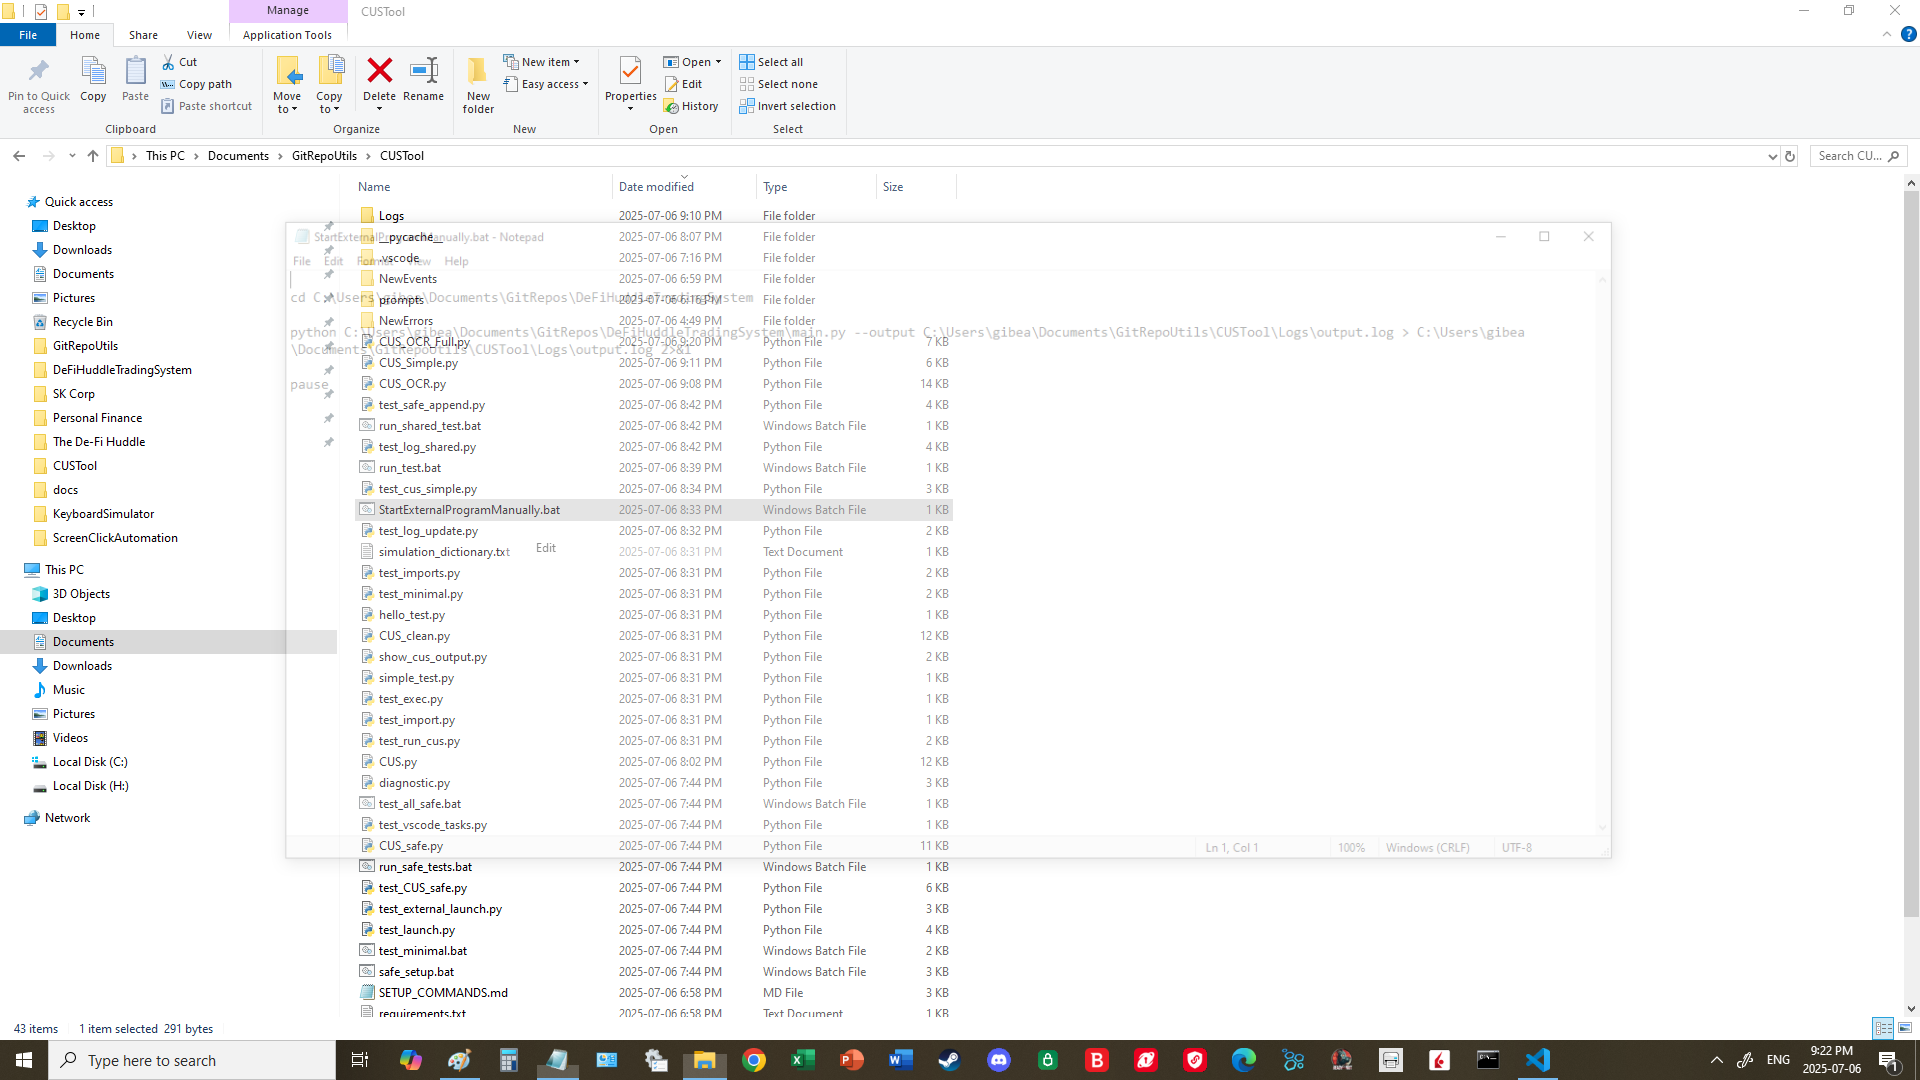 Manage
CUSTool
File
Home
Share
View
Application Tools
Pin to Quick access
Copy
Paste
Cut
Copy path
Paste shortcut
Clipboard
Move to
Copy to
Delete
Rename
Organize
New folder
New item
Easy access
New
Properties
Open
Edit
History
Open
Select all
Select none
Invert selection
Select
This PC > Documents > GitRepoUtils > CUSTool
Search CU...
Name Date modified Type Size
Quick access
Desktop
Downloads
Documents
Pictures
Recycle Bin
GitRepoUtils
DeFiHuddleTradingSystem
SK Corp
Personal Finance
The De-Fi Huddle
CUSTool
docs
KeyboardSimulator
ScreenClickAutomation
This PC
3D Objects
Desktop
Documents
Downloads
Music
Pictures
Videos
Local Disk (C:)
Local Disk (H:)
Network
Logs 2025-07-06 9:10 PM File folder
__pycache__ 2025-07-06 8:07 PM File folder
.vscode 2025-07-06 7:16 PM File folder
NewEvents 2025-07-06 6:59 PM File folder
prompts 2025-07-06 6:16 PM File folder
NewErrors 2025-07-06 4:49 PM File folder
CUS_OCR_Full.py 2025-07-06 9:20 PM Python File 7 KB
CUS_Simple.py 2025-07-06 9:11 PM Python File 6 KB
CUS_OCR.py 2025-07-06 9:08 PM Python File 14 KB
test_safe_append.py 2025-07-06 8:42 PM Python File 4 KB
run_shared_test.bat 2025-07-06 8:42 PM Windows Batch File 1 KB
test_log_shared.py 2025-07-06 8:42 PM Python File 4 KB
run_test.bat 2025-07-06 8:39 PM Windows Batch File 1 KB
test_cus_simple.py 2025-07-06 8:34 PM Python File 3 KB
StartExternalProgramManually.bat 2025-07-06 8:33 PM Windows Batch File 1 KB
test_log_update.py 2025-07-06 8:32 PM Python File 2 KB
simulation_dictionary.txt 2025-07-06 8:31 PM Text Document 1 KB
test_imports.py 2025-07-06 8:31 PM Python File 2 KB
test_minimal.py 2025-07-06 8:31 PM Python File 2 KB
hello_test.py 2025-07-06 8:31 PM Python File 1 KB
CUS_clean.py 2025-07-06 8:31 PM Python File 12 KB
show_cus_output.py 2025-07-06 8:31 PM Python File 2 KB
simple_test.py 2025-07-06 8:31 PM Python File 1 KB
test_exec.py 2025-07-06 8:31 PM Python File 1 KB
test_import.py 2025-07-06 8:31 PM Python File 1 KB
test_run_cus.py 2025-07-06 8:31 PM Python File 2 KB
CUS.py 2025-07-06 8:02 PM Python File 12 KB
diagnostic.py 2025-07-06 7:44 PM Python File 3 KB
test_all_safe.bat 2025-07-06 7:44 PM Windows Batch File 1 KB
test_vscode_tasks.py 2025-07-06 7:44 PM Python File 1 KB
CUS_safe.py 2025-07-06 7:44 PM Python File 11 KB
run_safe_tests.bat 2025-07-06 7:44 PM Windows Batch File 1 KB
test_CUS_safe.py 2025-07-06 7:44 PM Python File 6 KB
test_external_launch.py 2025-07-06 7:44 PM Python File 3 KB
test_launch.py 2025-07-06 7:44 PM Python File 4 KB
test_minimal.bat 2025-07-06 7:44 PM Windows Batch File 2 KB
safe_setup.bat 2025-07-06 7:44 PM Windows Batch File 3 KB
SETUP_COMMANDS.md 2025-07-06 6:58 PM MD File 3 KB
requirements.txt 2025-07-06 6:58 PM Text Document 1 KB
StartExternalProgramManually.bat - Notepad
File Edit Format View Help
cd C:\Users\gibea\Documents\GitRepos\DeFiHuddleTradingSystem
python C:\Users\gibea\Documents\GitRepos\DeFiHuddleTradingSystem\main.py --output C:\Users\gibea\Documents\GitRepoUtils\CUSTool\Logs\output.log > C:\Users\gibea
\Documents\GitRepoUtils\CUSTool\Logs\output.log 2>&1
pause
Edit
Ln 1, Col 1 100% Windows (CRLF) UTF-8
43 items 1 item selected 291 bytes
Type here to search
ENG
9:22 PM
2025-07-06
1